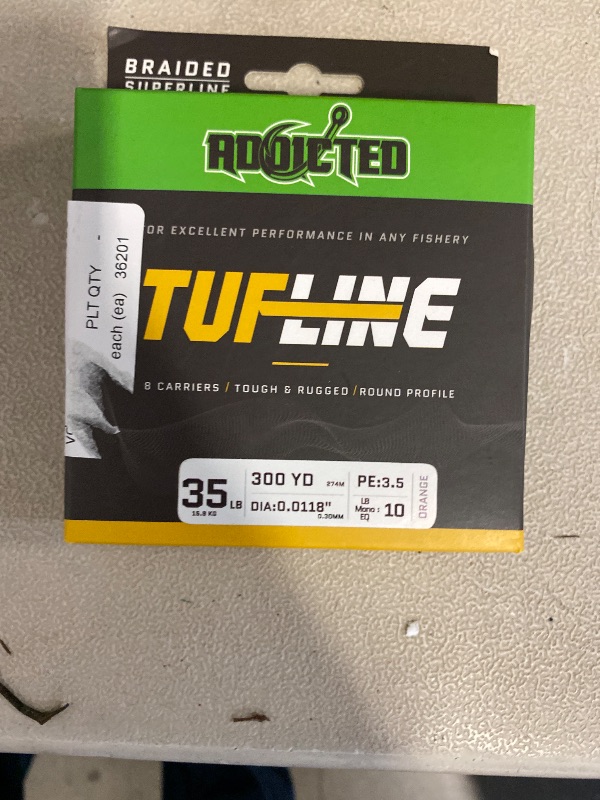 BRAIDED
SUPERLINE
ADDICTED
FOR EXCELLENT PERFORMANCE IN ANY FISHERY
TUFLINE
8 CARRIERS / TOUGH & RUGGED / ROUND PROFILE
PLT QTY -
each (ea) 36201
35 LB
15.8 KG
300 YD 274M
DIA:0.0118"
0.30MM
PE:3.5
LB
Mono : 10
EQ
ORANGE